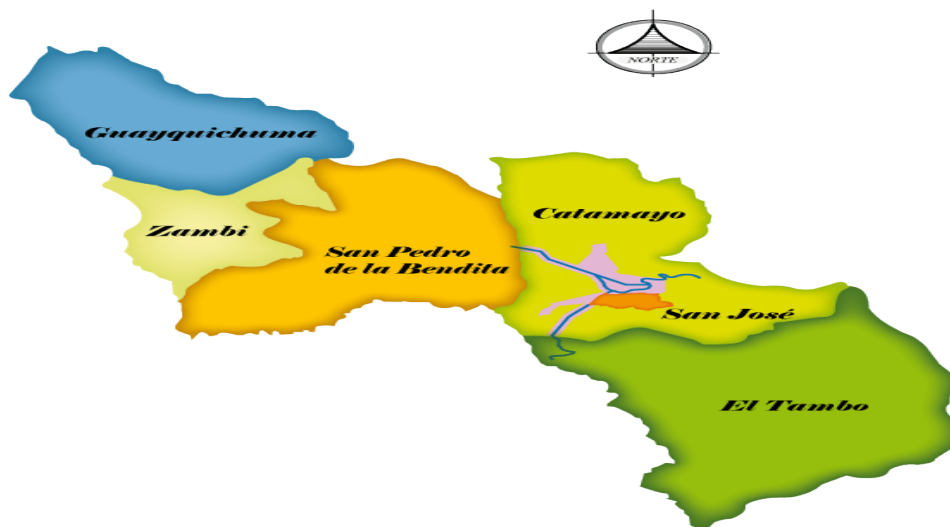 NORTE
Guayquichuma
Catamayo
Zambi
San Pedro
de la Bendita
San José
El Tambo